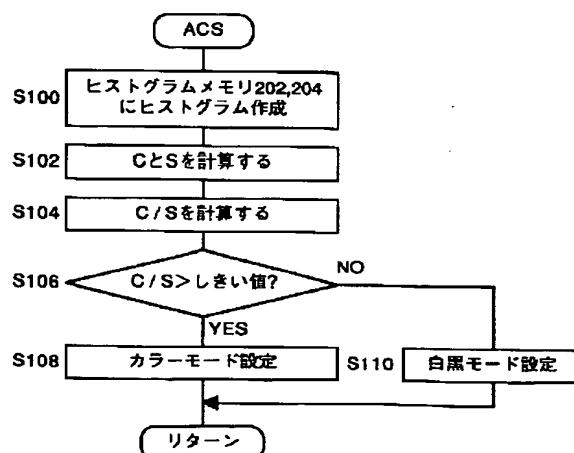 ACS
S100
ヒストグラムメモリ202,204
にヒストグラム作成
S102
CとSを計算する
S104
C/Sを計算する
S106
C/S>しきい値?
NO
YES
S108
カラーモード設定
S110
白黒モード設定
リターン